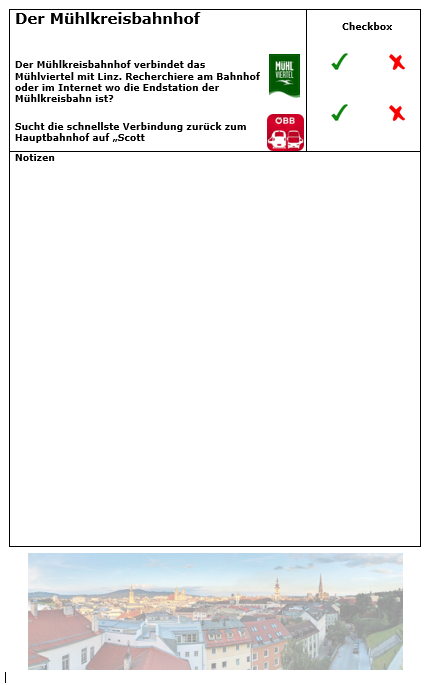 Der Mühlkreisbahnhof
Checkbox
Der Mühlkreisbahnhof verbindet das
Mühlviertel mit Linz. Recherchiere am Bahnhof
oder im Internet wo die Endstation der
Mühlkreisbahn ist?
MÜHL
VIERTEL
Sucht die schnellste Verbindung zurück zum
Hauptbahnhof auf „Scott
ÖBB
Notizen